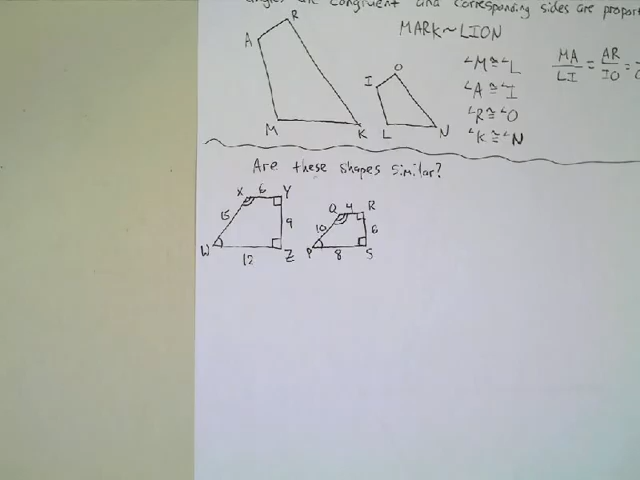 angles are congruent and corresponding sides are propor
MARK~LION
R
A
M
K
O
I
L
N
∠M≅∠L
∠A≅∠I
∠R≅∠O
∠K≅∠N
MA/LI = AR/IO =
Are these shapes similar?
X 6 Y
15
9
W
12
Z
Q 4 R
10
6
P
8
S